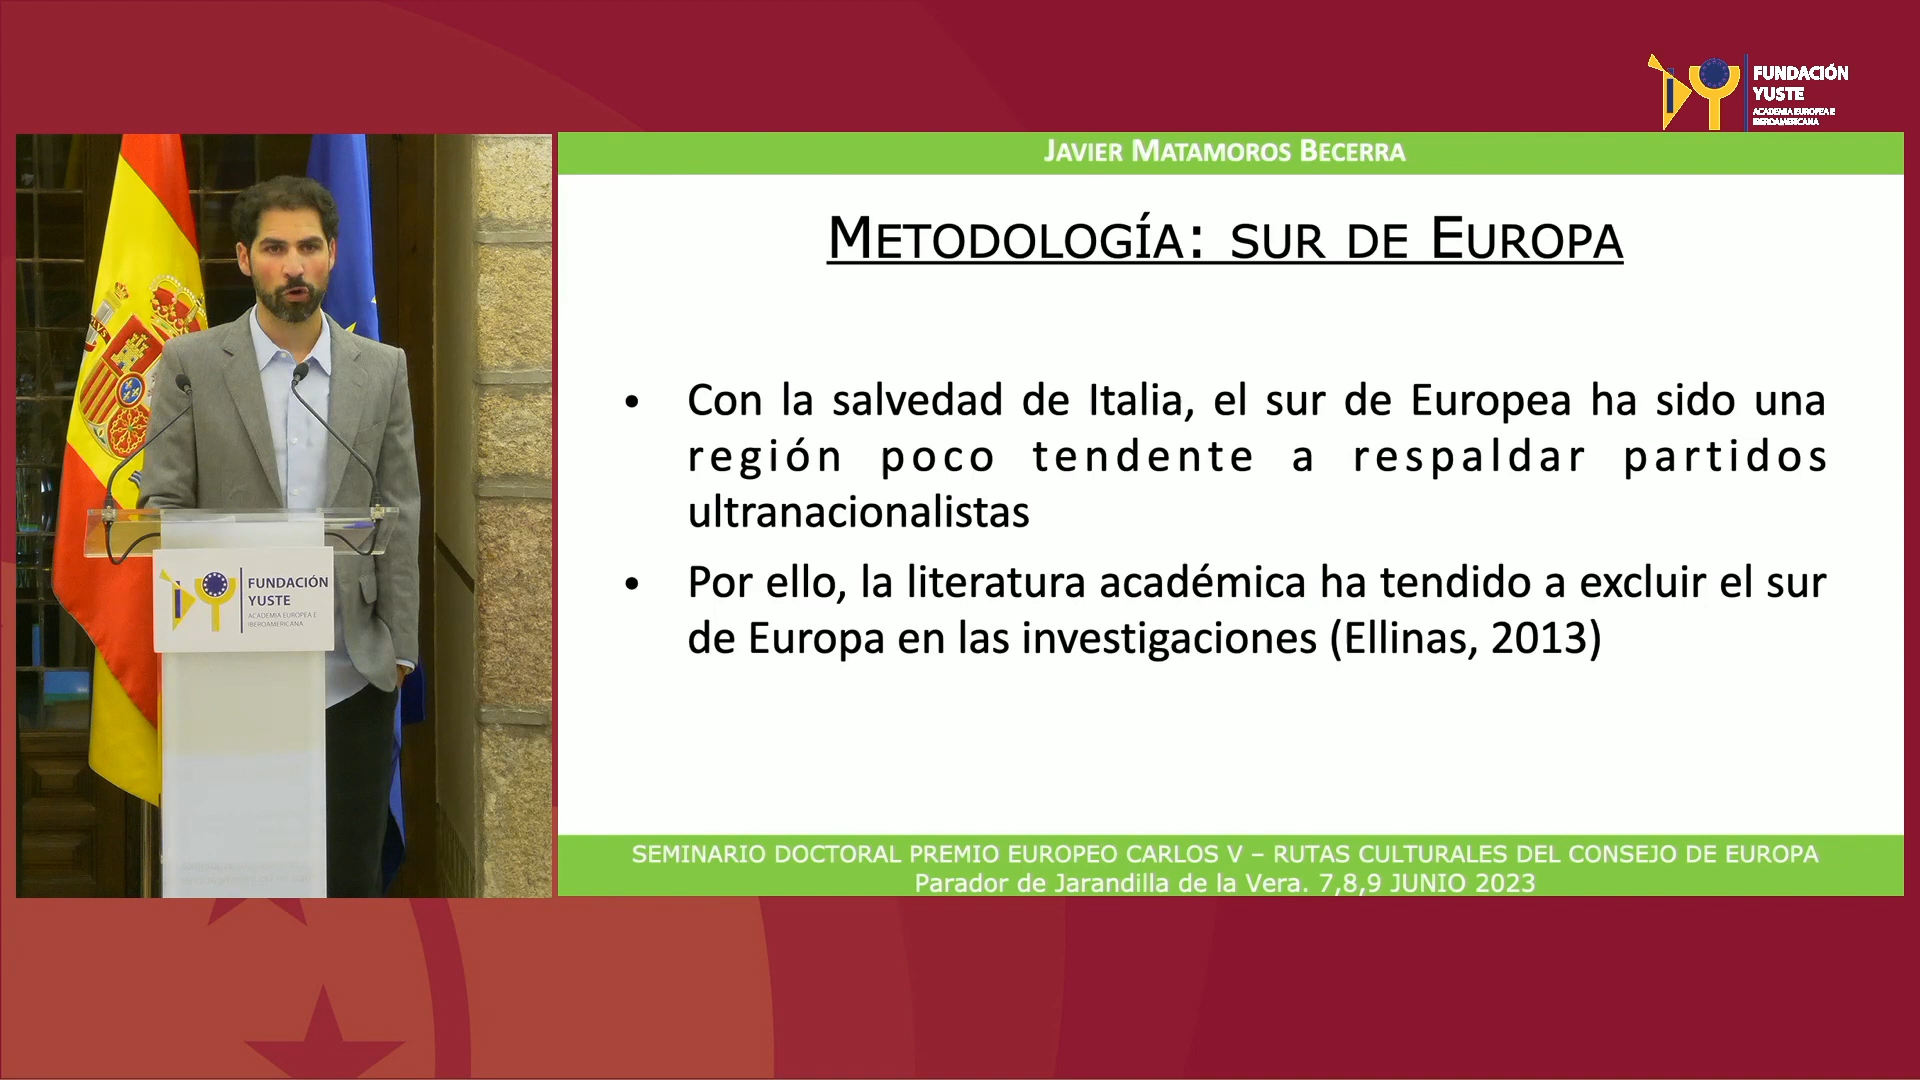 FUNDACIÓN
YUSTE
ACADEMIA EUROPEA E
IBEROAMERICANA
JAVIER MATAMOROS BECERRA
METODOLOGÍA: SUR DE EUROPA
• Con la salvedad de Italia, el sur de Europea ha sido una
región poco tendente a respaldar partidos
ultranacionalistas
• Por ello, la literatura académica ha tendido a excluir el sur
de Europa en las investigaciones (Ellinas, 2013)
SEMINARIO DOCTORAL PREMIO EUROPEO CARLOS V – RUTAS CULTURALES DEL CONSEJO DE EUROPA
Parador de Jarandilla de la Vera. 7,8,9 JUNIO 2023
FUNDACIÓN
YUSTE
ACADEMIA EUROPEA E
IBEROAMERICANA